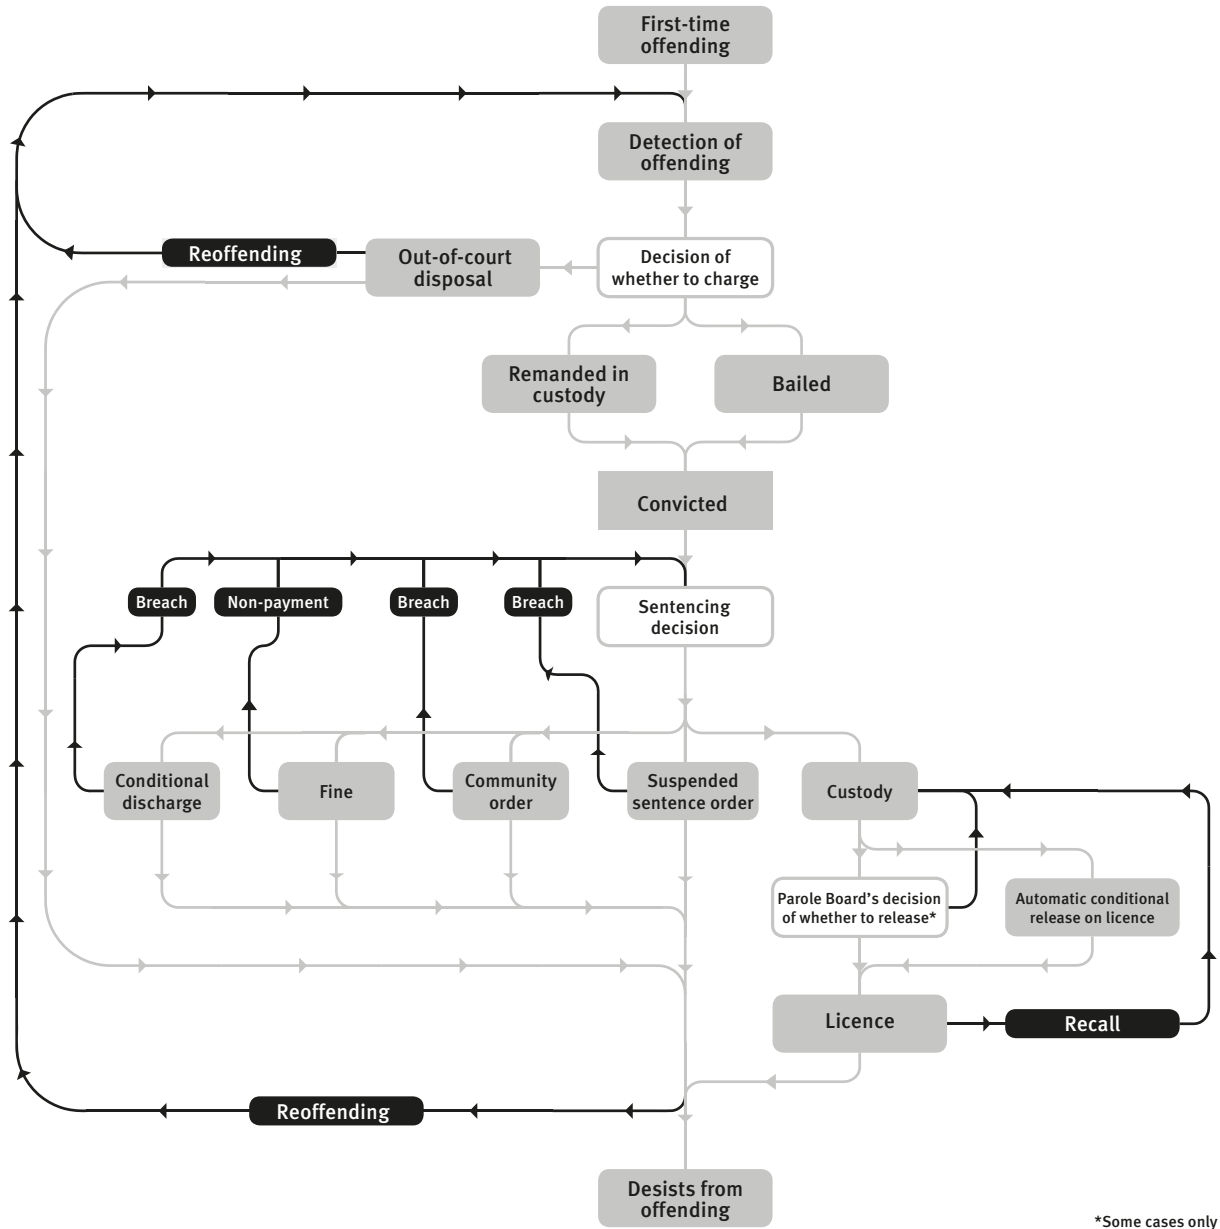 First-time
offending
Detection of
offending
Reoffending
Out-of-court
disposal
Decision of
whether to charge
Remanded in
custody
Bailed
Convicted
Breach
Non-payment
Breach
Breach
Sentencing
decision
Conditional
discharge
Fine
Community
order
Suspended
sentence order
Custody
Parole Board's decision
of whether to release*
Automatic conditional
release on licence
Licence
Recall
Reoffending
Desists from
offending
*Some cases only